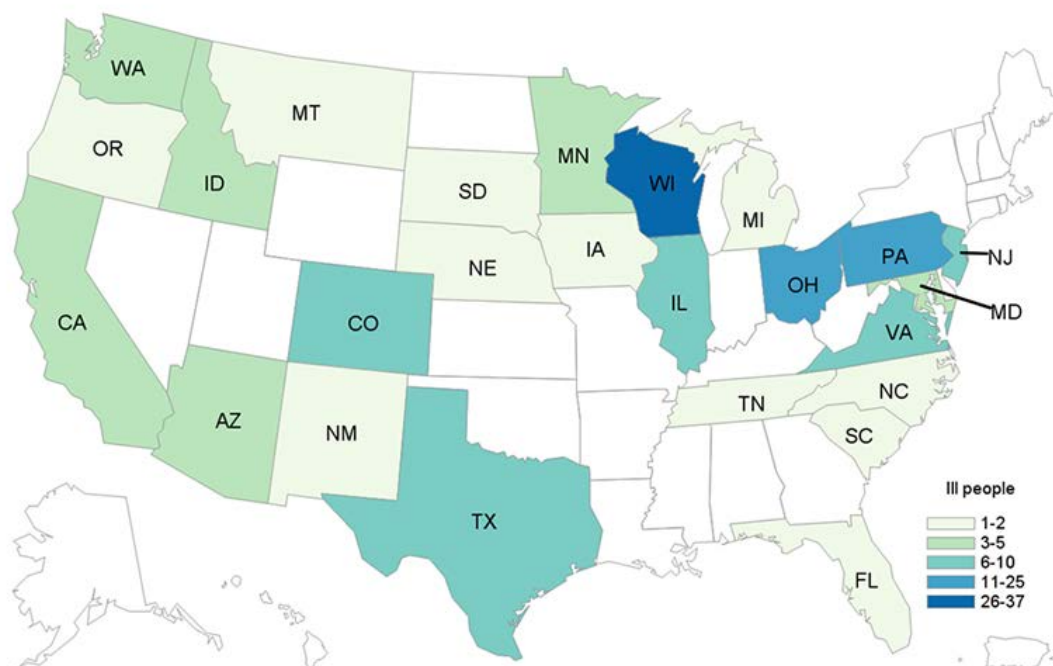 WA
MT
OR
ID
MN
WI
SD
MI
IA
NE
PA
NJ
OH
IL
MD
CO
CA
VA
NC
TN
AZ
NM
SC
TX
FL
Ill people
1-2
3-5
6-10
11-25
26-37